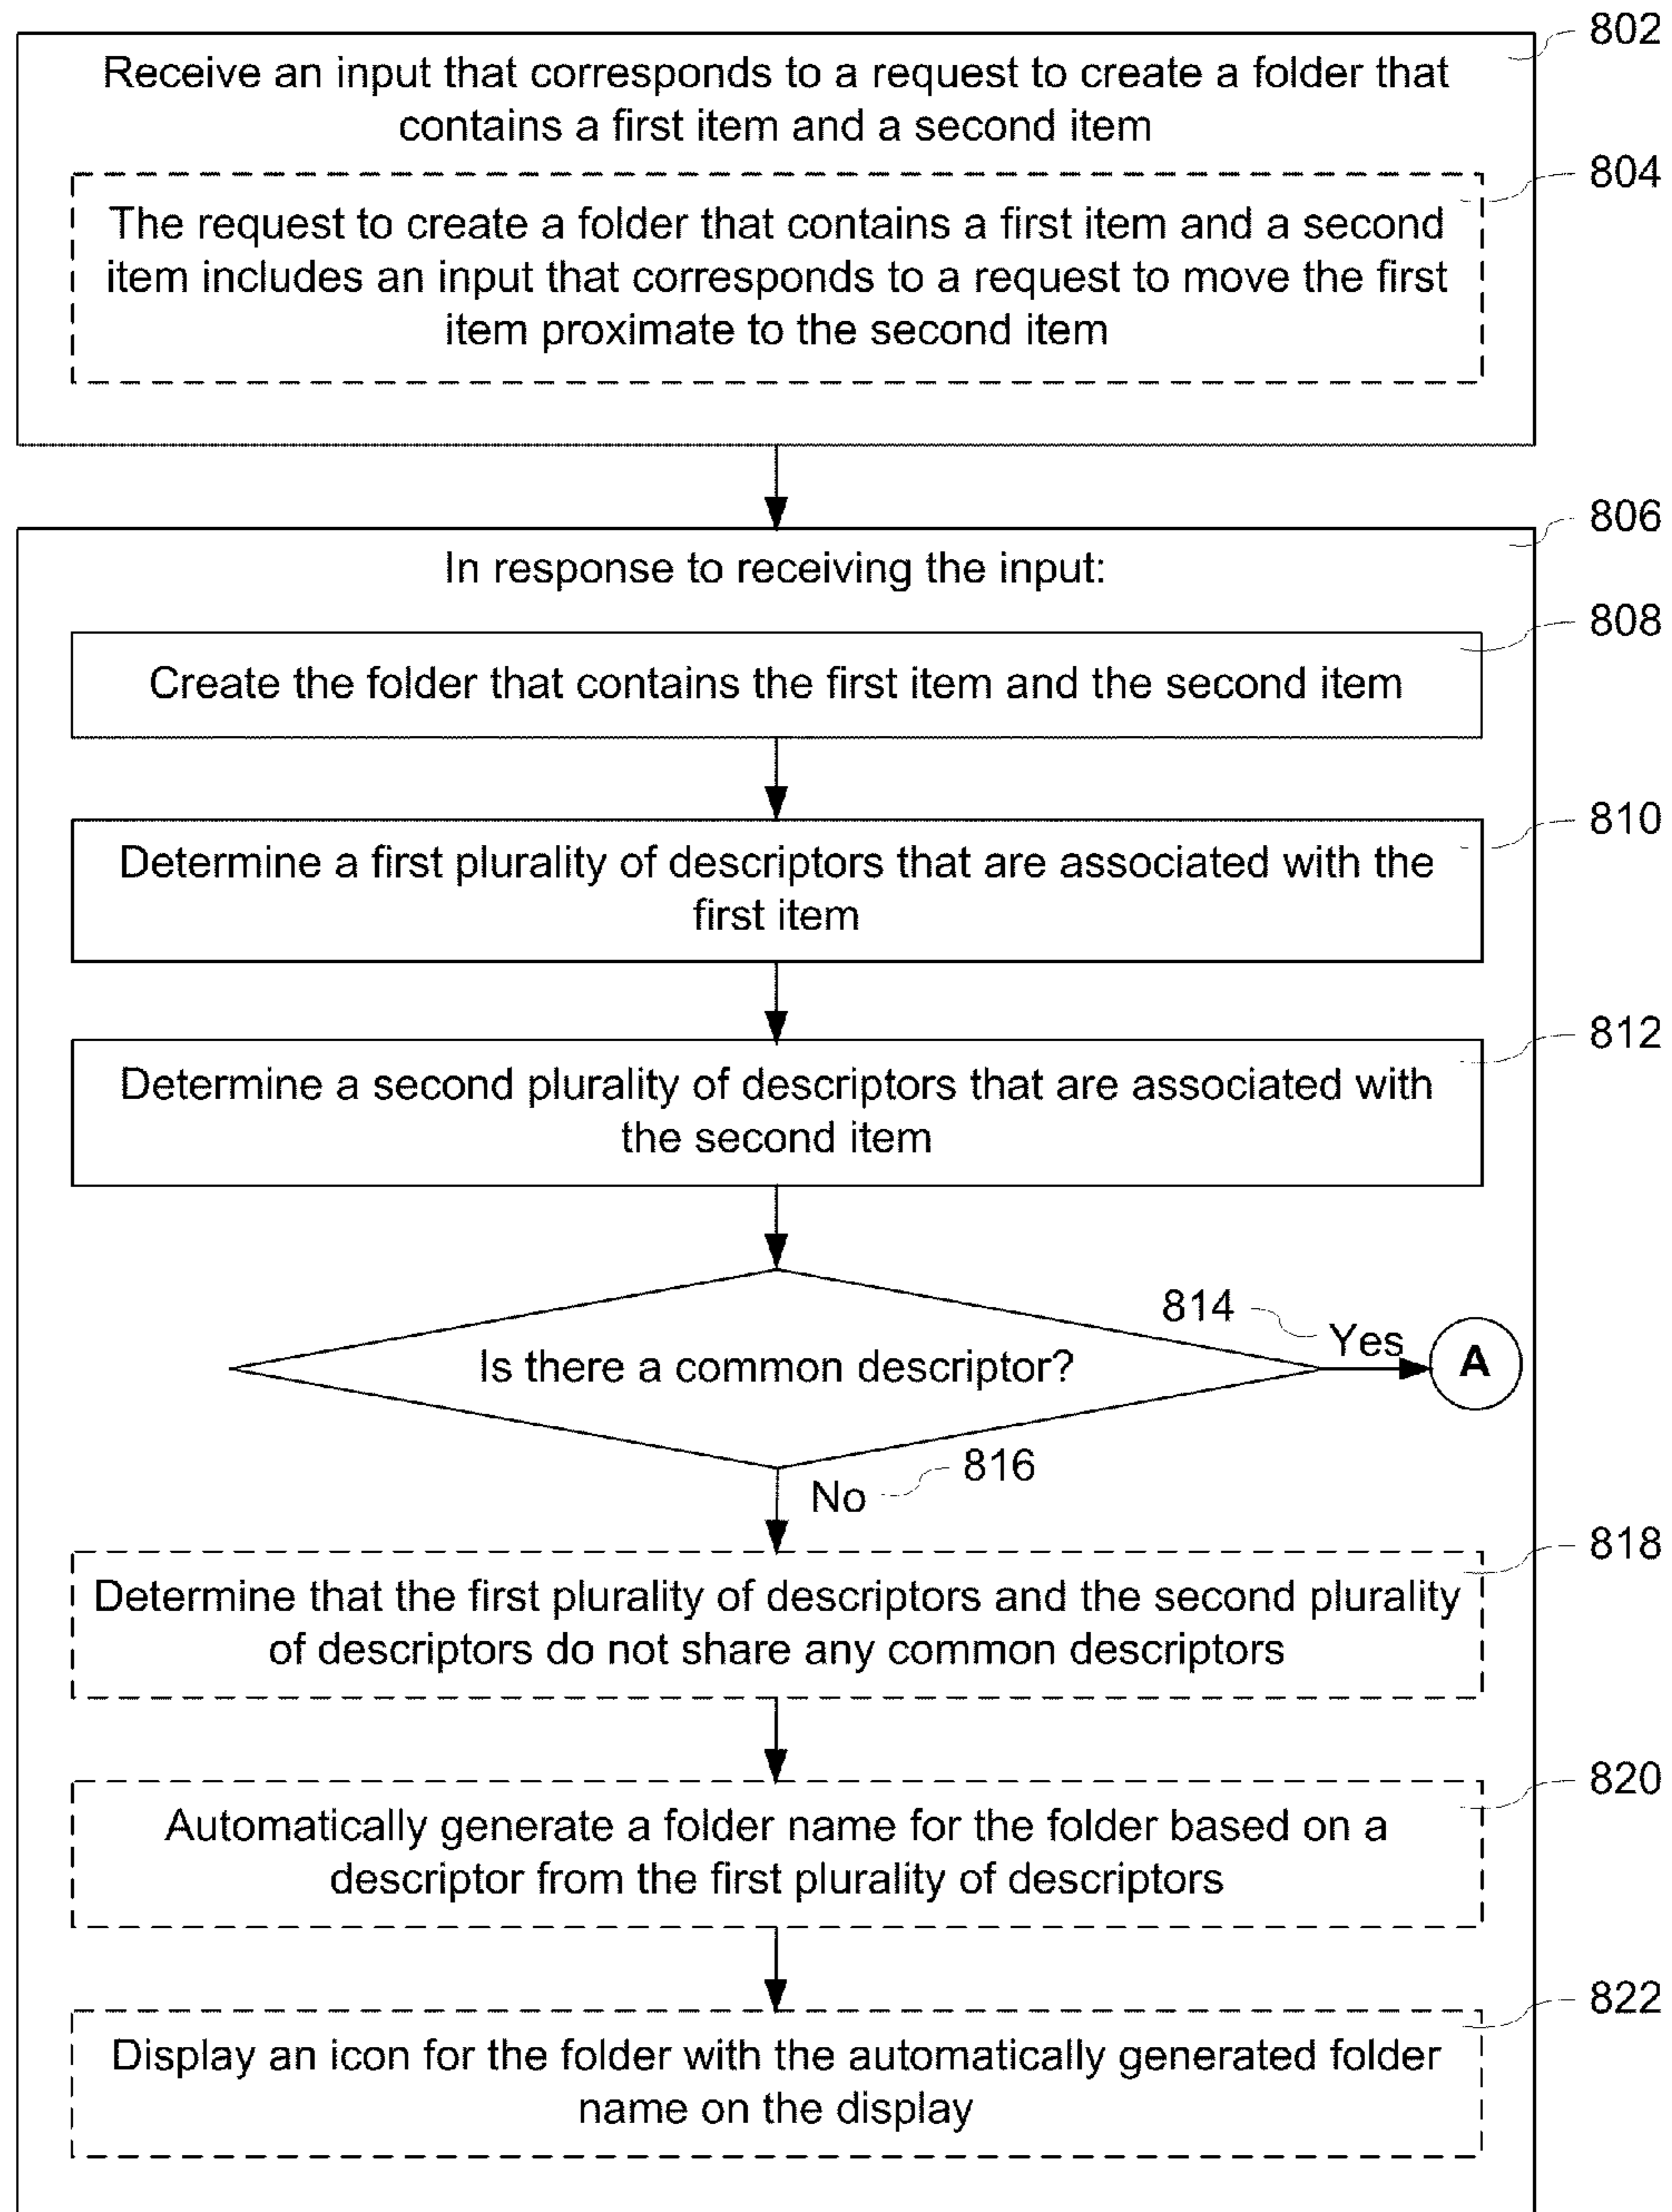 802
Receive an input that corresponds to a request to create a folder that
contains a first item and a second item
804
The request to create a folder that contains a first item and a second
item includes an input that corresponds to a request to move the first
item proximate to the second item
806
In response to receiving the input:
808
Create the folder that contains the first item and the second item
810
Determine a first plurality of descriptors that are associated with the
first item
812
Determine a second plurality of descriptors that are associated with
the second item
814
Yes
A
Is there a common descriptor?
816
No
818
Determine that the first plurality of descriptors and the second plurality
of descriptors do not share any common descriptors
820
Automatically generate a folder name for the folder based on a
descriptor from the first plurality of descriptors
822
Display an icon for the folder with the automatically generated folder
name on the display